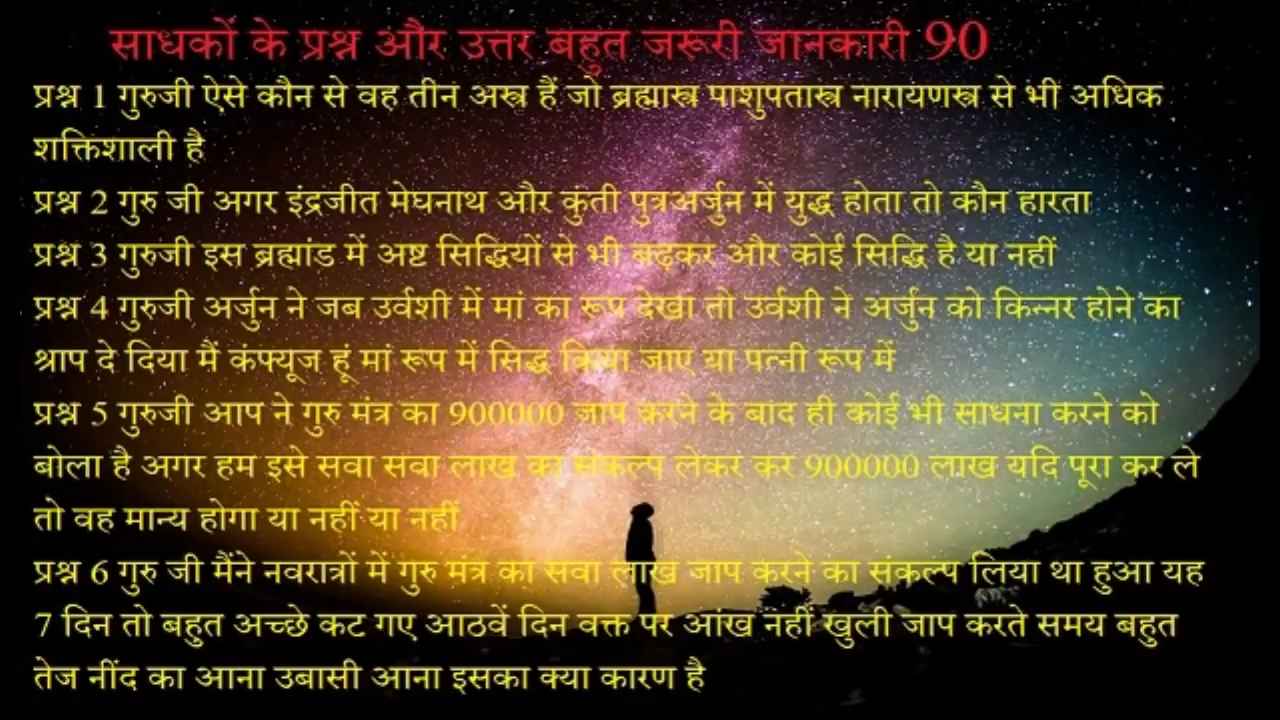 साधकों के प्रश्न और उत्तर बहुत जरूरी जानकारी 90
प्रश्न 1 गुरुजी ऐसे कौन से वह तीन अस्त्र हैं जो ब्रह्मास्त्र पाशुपतास्त्र नारायणस्त्र से भी अधिक
शक्तिशाली है
प्रश्न 2 गुरु जी अगर इंद्रजीत मेघनाथ और कुंती पुत्रअर्जुन में युद्ध होता तो कौन हारता
प्रश्न 3 गुरुजी इस ब्रह्मांड में अष्ट सिद्धियों से भी बढ़कर और कोई सिद्धि है या नहीं
प्रश्न 4 गुरुजी अर्जुन ने जब उर्वशी में मां का रूप देखा तो उर्वशी ने अर्जुन को किन्नर होने का
श्राप दे दिया मैं कंफ्यूज हूं मां रूप में सिद्ध किया जाए या पत्नी रूप में
प्रश्न 5 गुरुजी आप ने गुरु मंत्र का 900000 जाप करने के बाद ही कोई भी साधना करने को
बोला है अगर हम इसे सवा सवा लाख का संकल्प लेकर कर 900000 लाख यदि पूरा कर ले
तो वह मान्य होगा या नहीं या नहीं
प्रश्न 6 गुरु जी मैंने नवरात्रों में गुरु मंत्र का सवा लाख जाप करने का संकल्प लिया था हुआ यह
7 दिन तो बहुत अच्छे कट गए आठवें दिन वक्त पर आंख नहीं खुली जाप करते समय बहुत
तेज नींद का आना उबासी आना इसका क्या कारण है